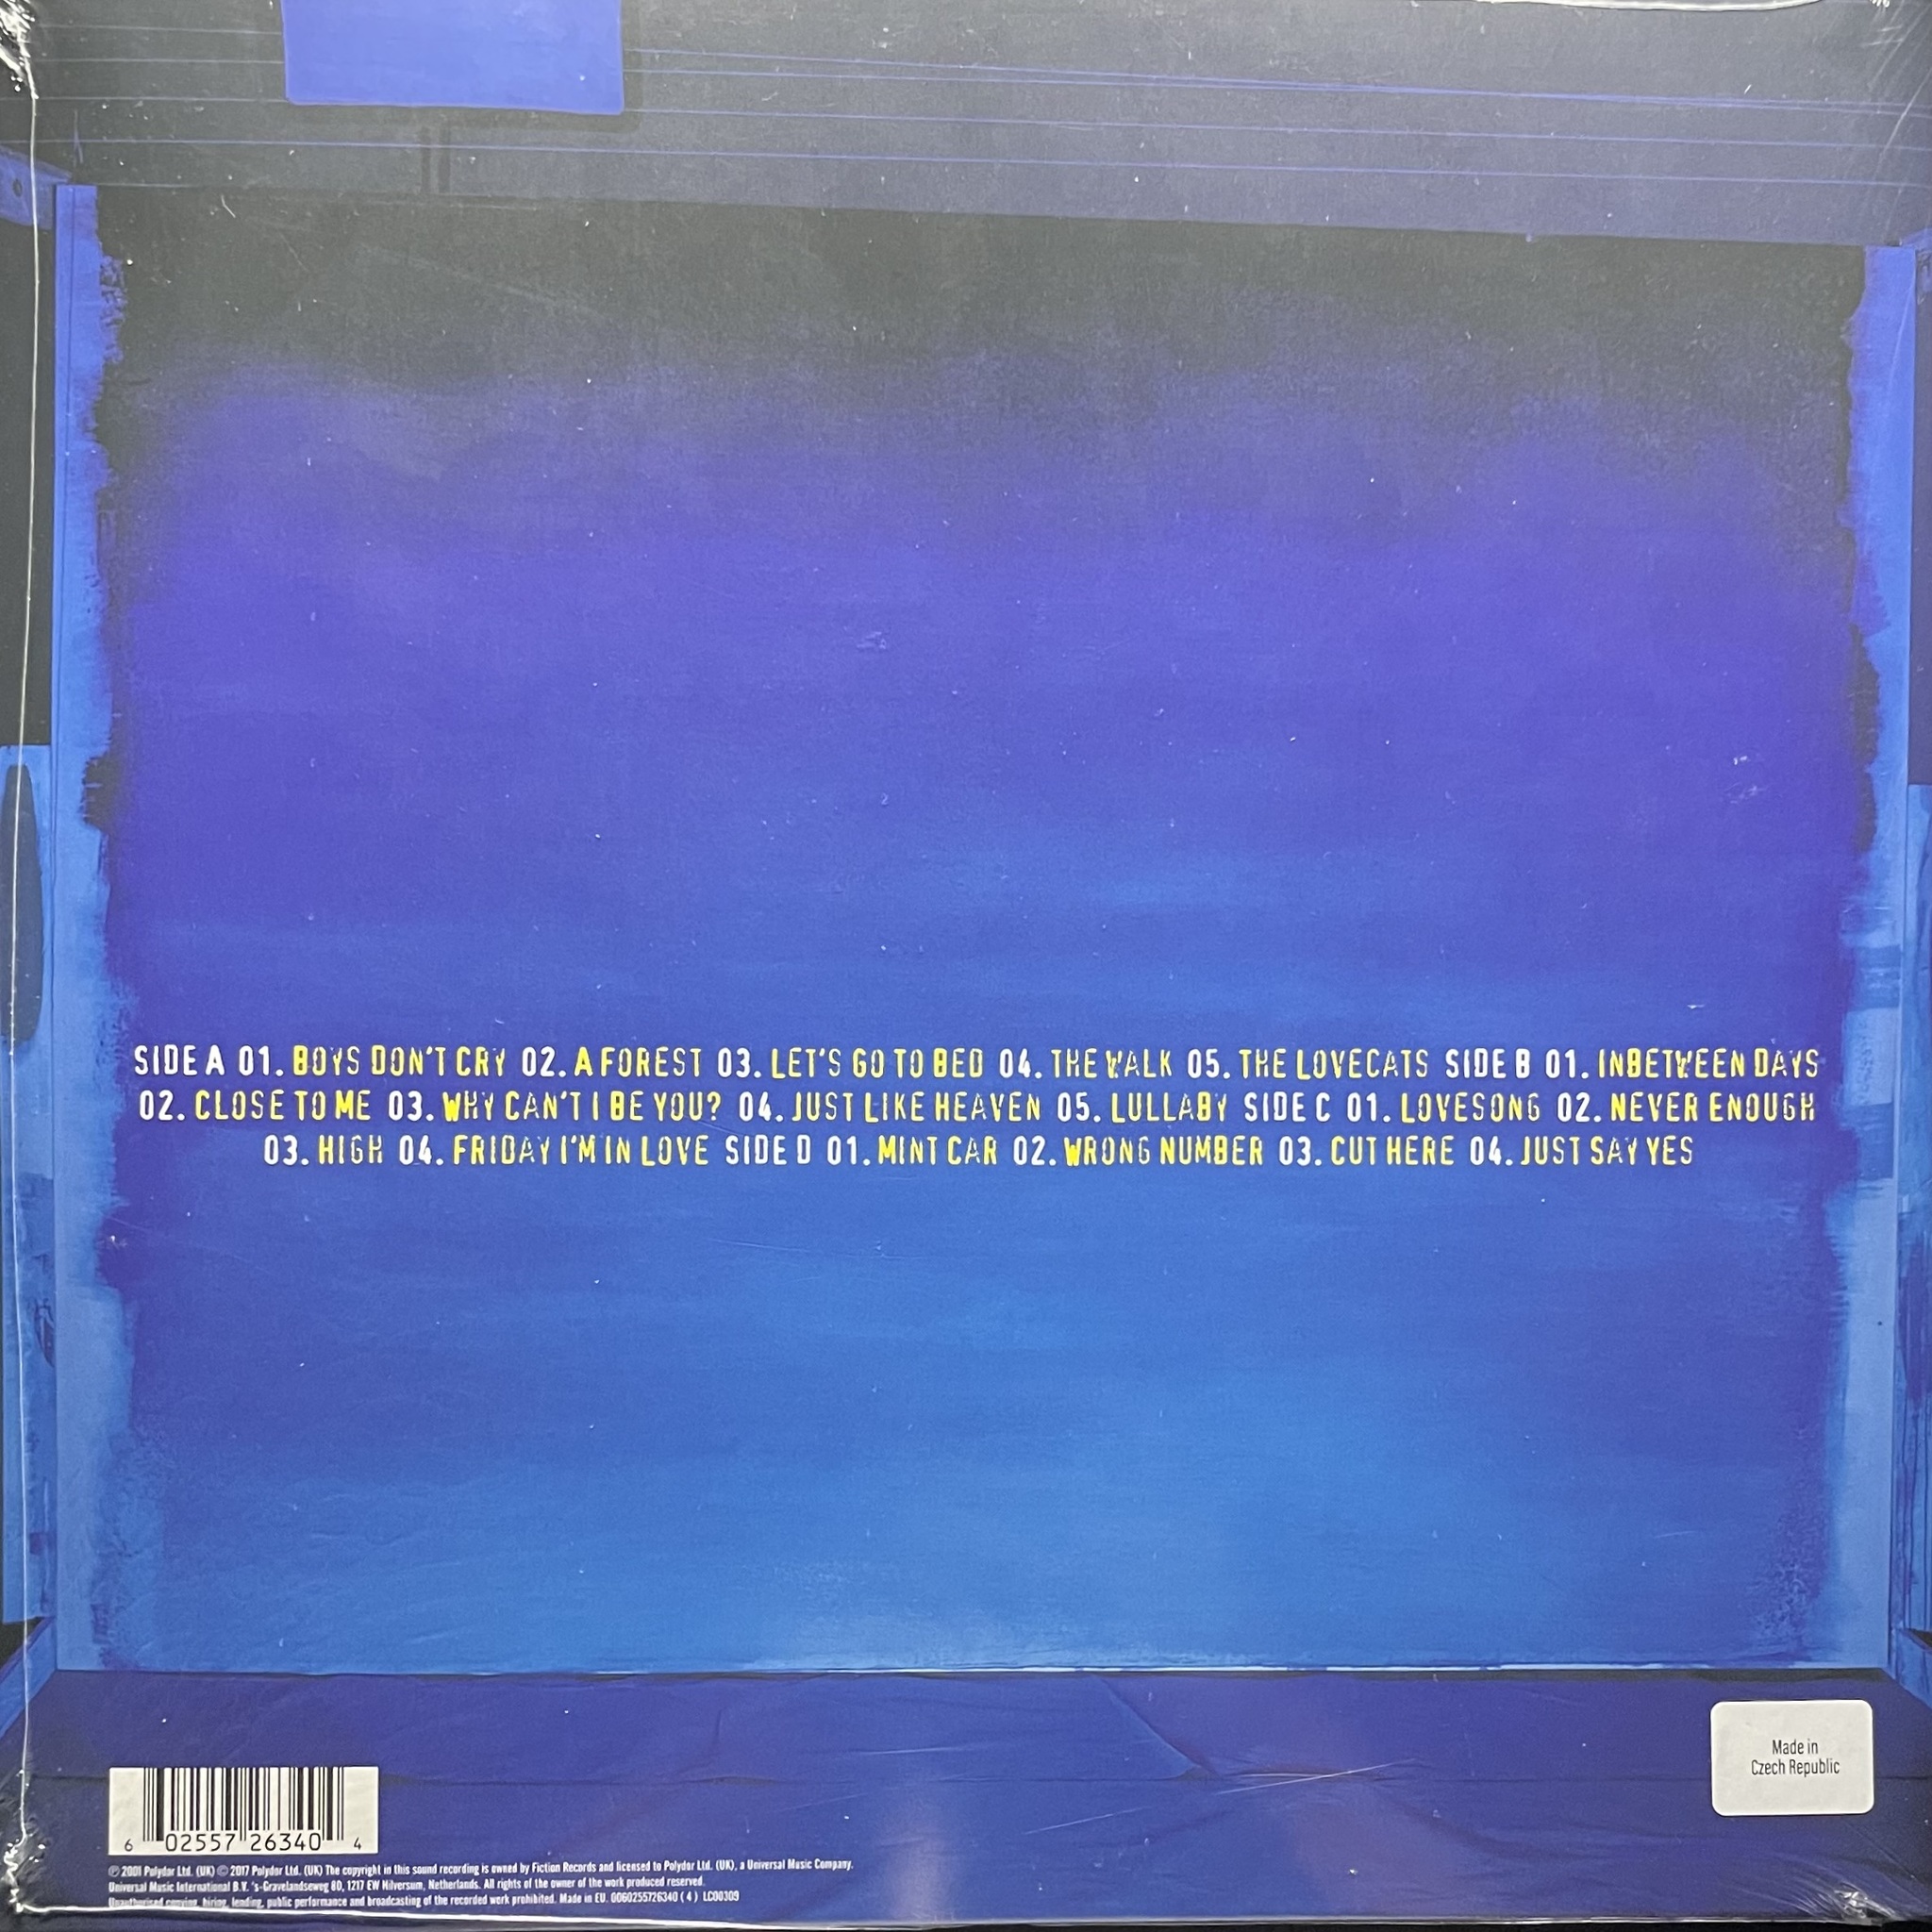 SIDE A 01. BOYS DON'T CRY 02. A FOREST 03. LET'S GO TO BED 04. THE WALK 05. THE LOVECATS SIDE B 01. INBETWEEN DAYS
02. CLOSE TO ME 03. WHY CAN'T I BE YOU? 04. JUST LIKE HEAVEN 05. LULLABY SIDE C 01. LOVESONG 02. NEVER ENOUGH
03. HIGH 04. FRIDAY I'M IN LOVE SIDE D 01. MINT CAR 02. WRONG NUMBER 03. CUT HERE 04. JUST SAY YES
Made in
Czech Republic
6 02557 26340 4
℗ 2001 Polydor Ltd. (UK) © 2017 Polydor Ltd. (UK) The copyright in this sound recording is owned by Fiction Records and licensed to Polydor Ltd. (UK), a Universal Music Company.
Universal Music International B.V. 's-Gravelandseweg 80, 1217 EW Hilversum, Netherlands. All rights of the owner of the work produced reserved.
Unauthorised copying, hiring, lending, public performance and broadcasting of the recorded work prohibited. Made in EU. 0060255726340 ( 4 ) LC00309